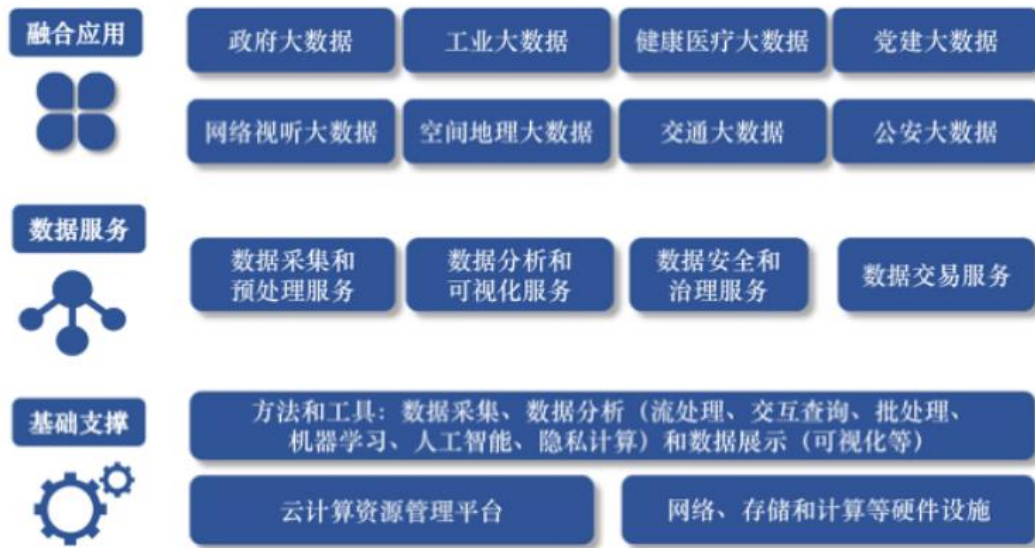 融合应用
政府大数据
工业大数据
健康医疗大数据
党建大数据
网络视听大数据
空间地理大数据
交通大数据
公安大数据
数据服务
数据采集和
预处理服务
数据分析和
可视化服务
数据安全和
治理服务
数据交易服务
基础支撑
方法和工具：数据采集、数据分析（流处理、交互查询、批处理、
机器学习、人工智能、隐私计算）和数据展示（可视化等）
云计算资源管理平台
网络、存储和计算等硬件设施